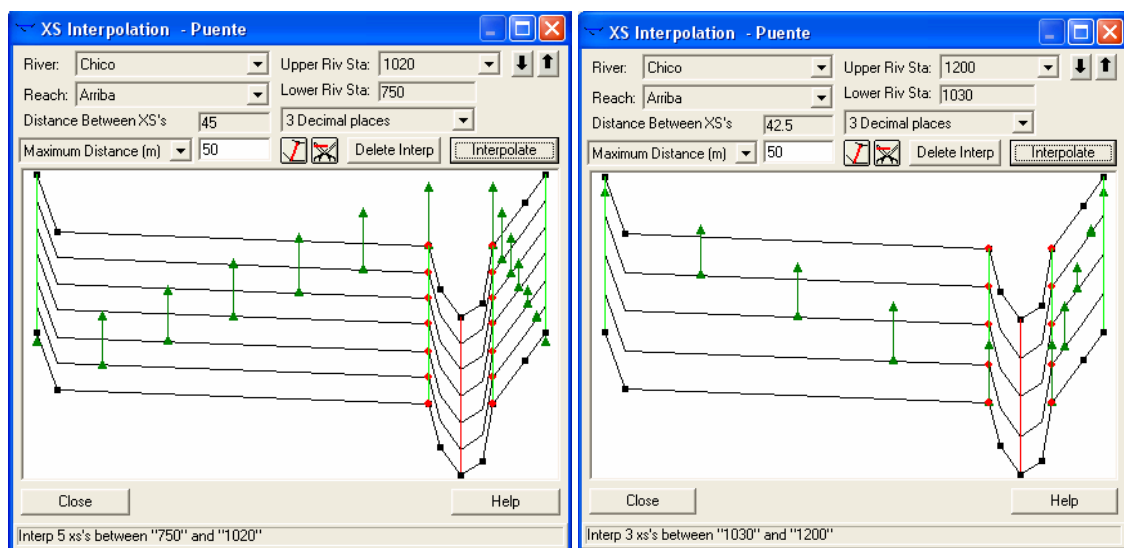 XS Interpolation - Puente
River: Chico Upper Riv Sta: 1020
Reach: Arriba Lower Riv Sta: 750
Distance Between XS's 45 3 Decimal places
Maximum Distance (m) 50 Delete Interp Interpolate
Close Help
Interp 5 xs's between "750" and "1020"
XS Interpolation - Puente
River: Chico Upper Riv Sta: 1200
Reach: Arriba Lower Riv Sta: 1030
Distance Between XS's 42.5 3 Decimal places
Maximum Distance (m) 50 Delete Interp Interpolate
Close Help
Interp 3 xs's between "1030" and "1200"